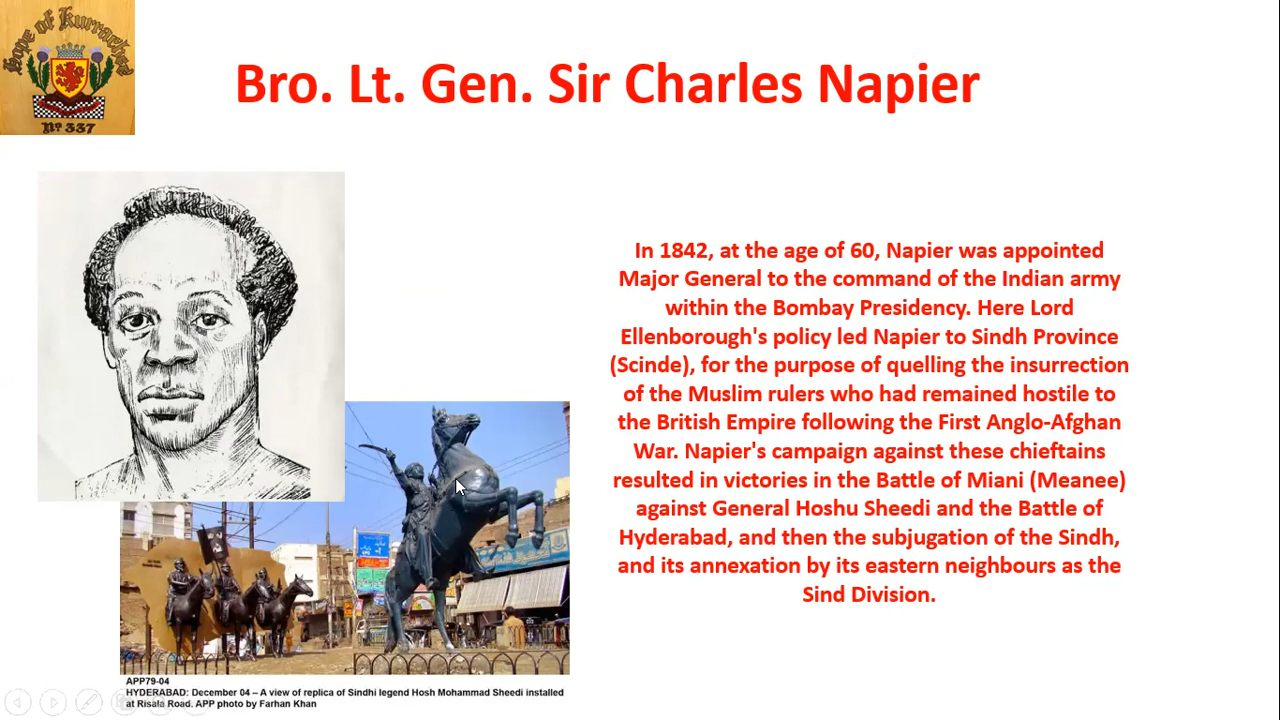 Hope of Kurrachee
No 337
Bro. Lt. Gen. Sir Charles Napier
In 1842, at the age of 60, Napier was appointed
Major General to the command of the Indian army
within the Bombay Presidency. Here Lord
Ellenborough's policy led Napier to Sindh Province
(Scinde), for the purpose of quelling the insurrection
of the Muslim rulers who had remained hostile to
the British Empire following the First Anglo-Afghan
War. Napier's campaign against these chieftains
resulted in victories in the Battle of Miani (Meanee)
against General Hoshu Sheedi and the Battle of
Hyderabad, and then the subjugation of the Sindh,
and its annexation by its eastern neighbours as the
Sind Division.
APP79-04
HYDERABAD: December 04 – A view of replica of Sindhi legend Hosh Mohammad Sheedi installed
at Risala Road. APP photo by Farhan Khan